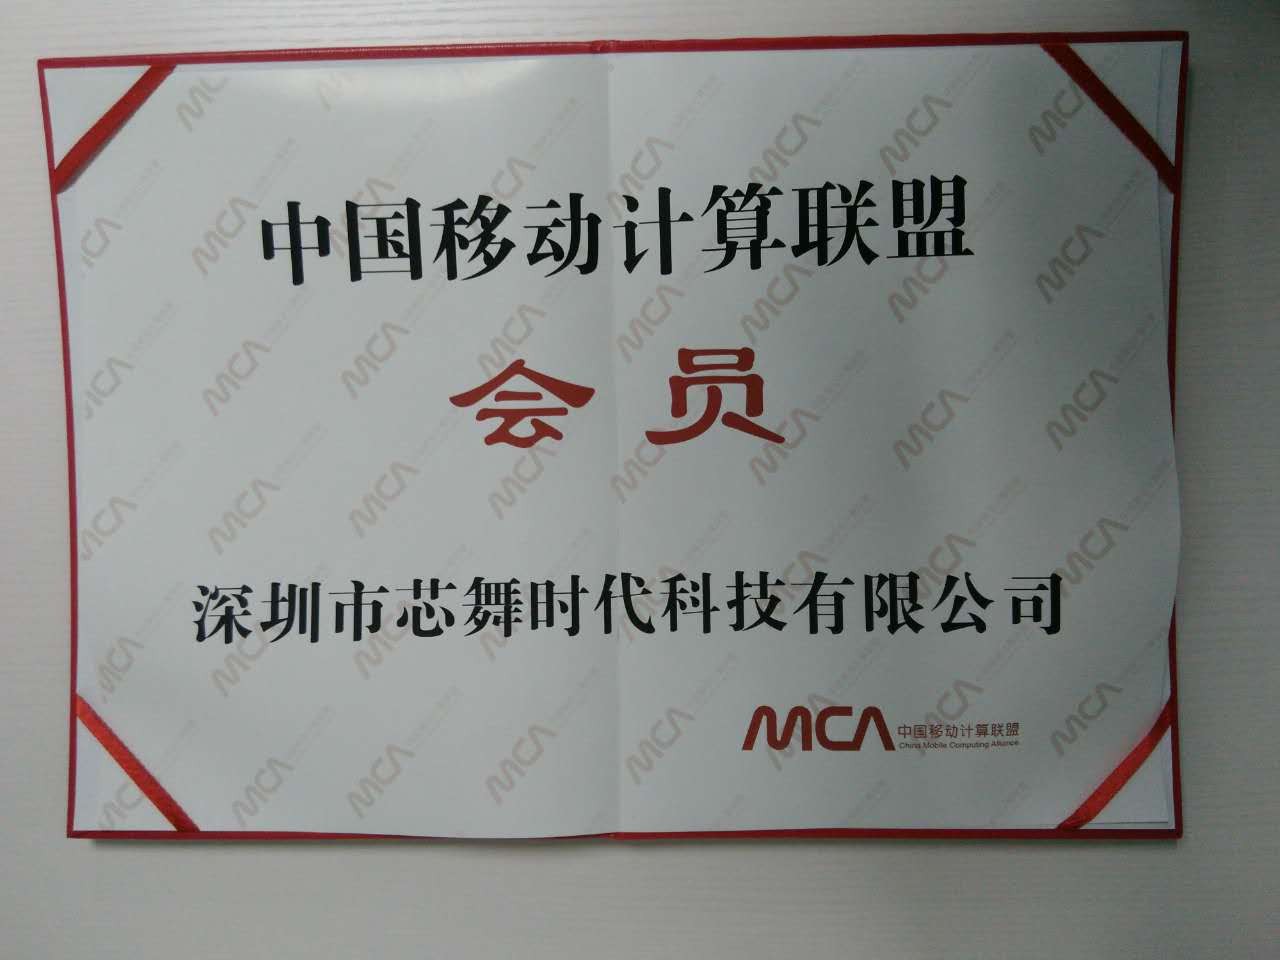 中国移动计算联盟
会员
深圳市芯舞时代科技有限公司
MCA 中国移动计算联盟
China Mobile Computing Alliance